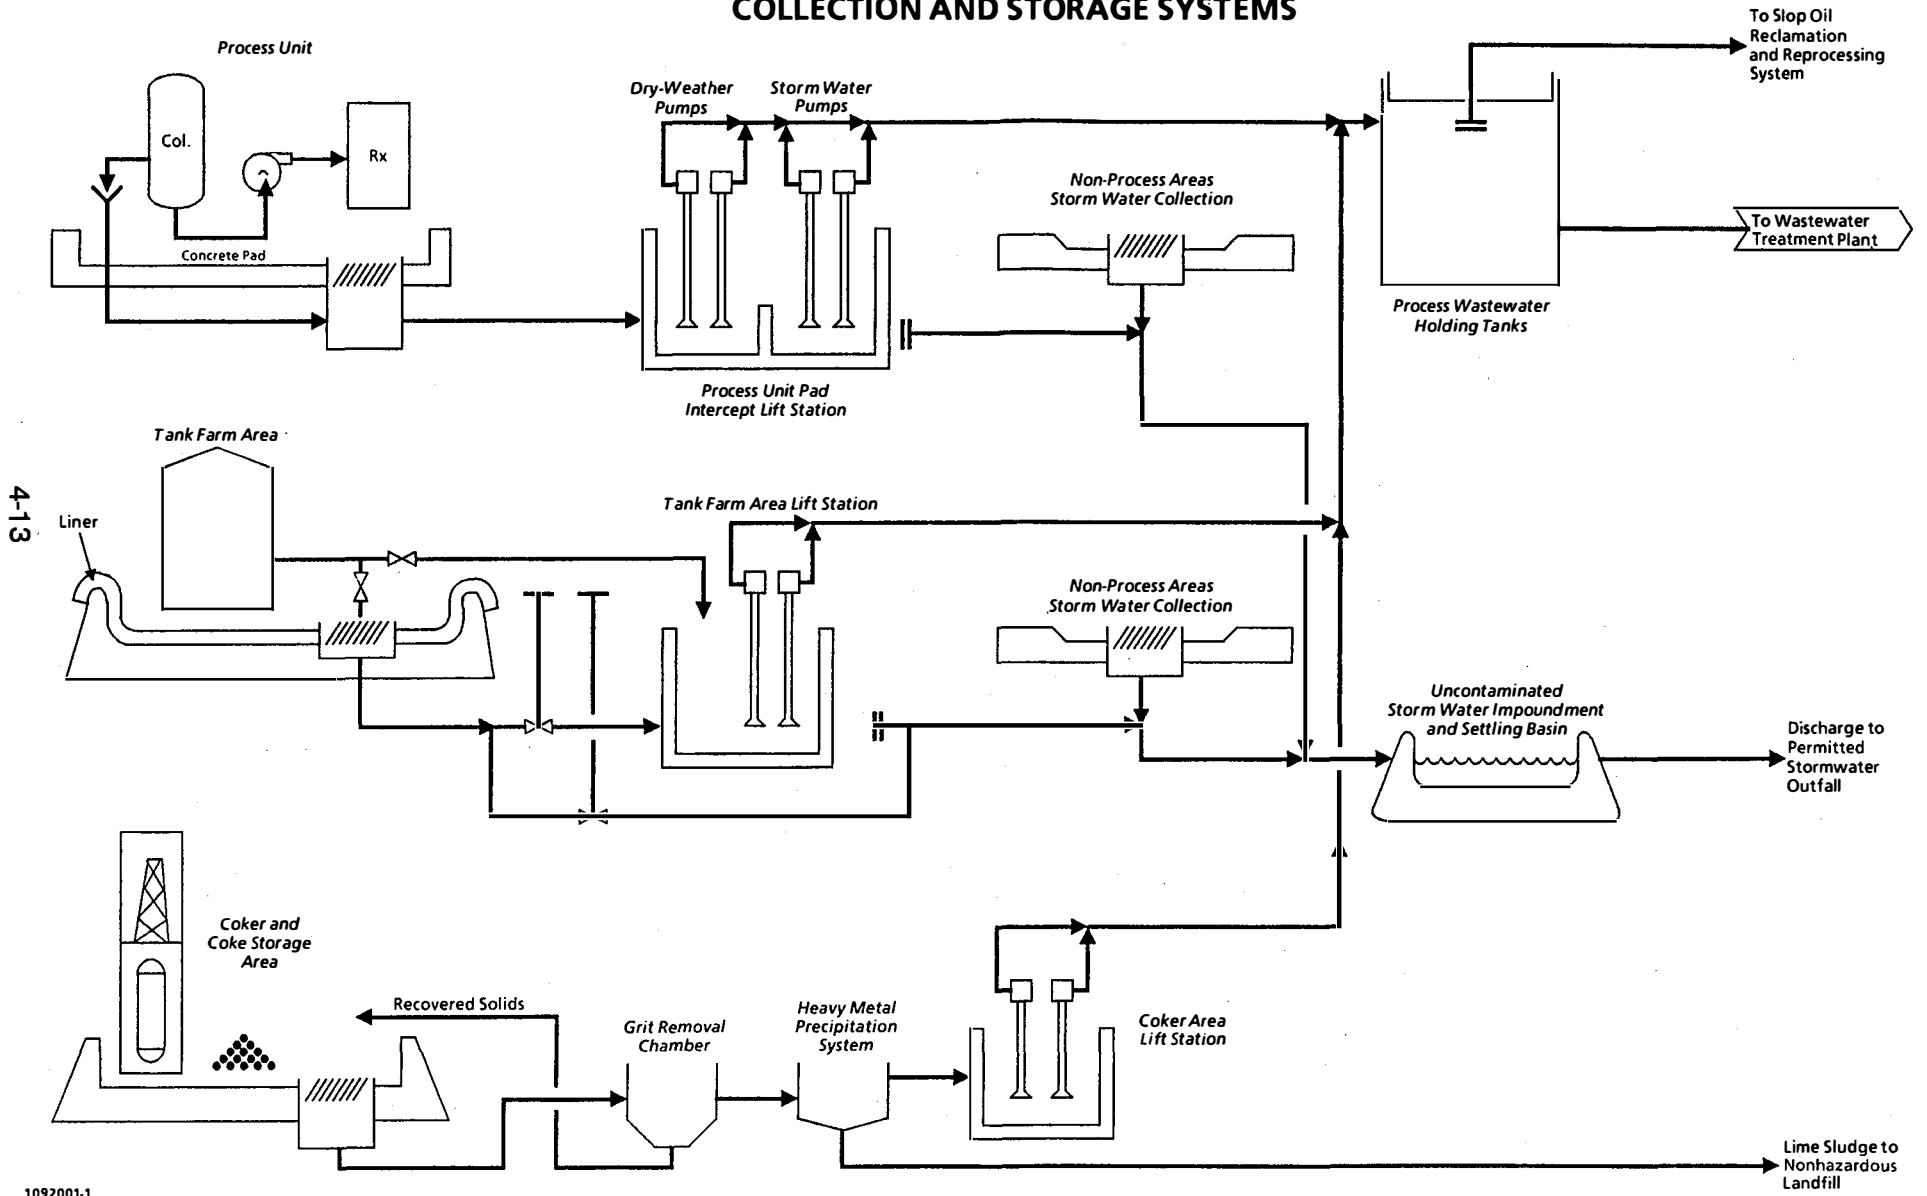 COLLECTION AND STORAGE SYSTEMS
To Slop Oil
Reclamation
and Reprocessing
System
Process Unit
Dry-Weather
Pumps
Storm Water
Pumps
Col.
Rx
Non-Process Areas
Storm Water Collection
To Wastewater
Treatment Plant
Concrete Pad
Process Wastewater
Holding Tanks
Process Unit Pad
Intercept Lift Station
Tank Farm Area
4-13
Liner
Tank Farm Area Lift Station
Non-Process Areas
Storm Water Collection
Uncontaminated
Storm Water Impoundment
and Settling Basin
Discharge to
Permitted
Stormwater
Outfall
Coker and
Coke Storage
Area
Recovered Solids
Grit Removal
Chamber
Heavy Metal
Precipitation
System
Coker Area
Lift Station
Lime Sludge to
Nonhazardous
Landfill
1092001-1